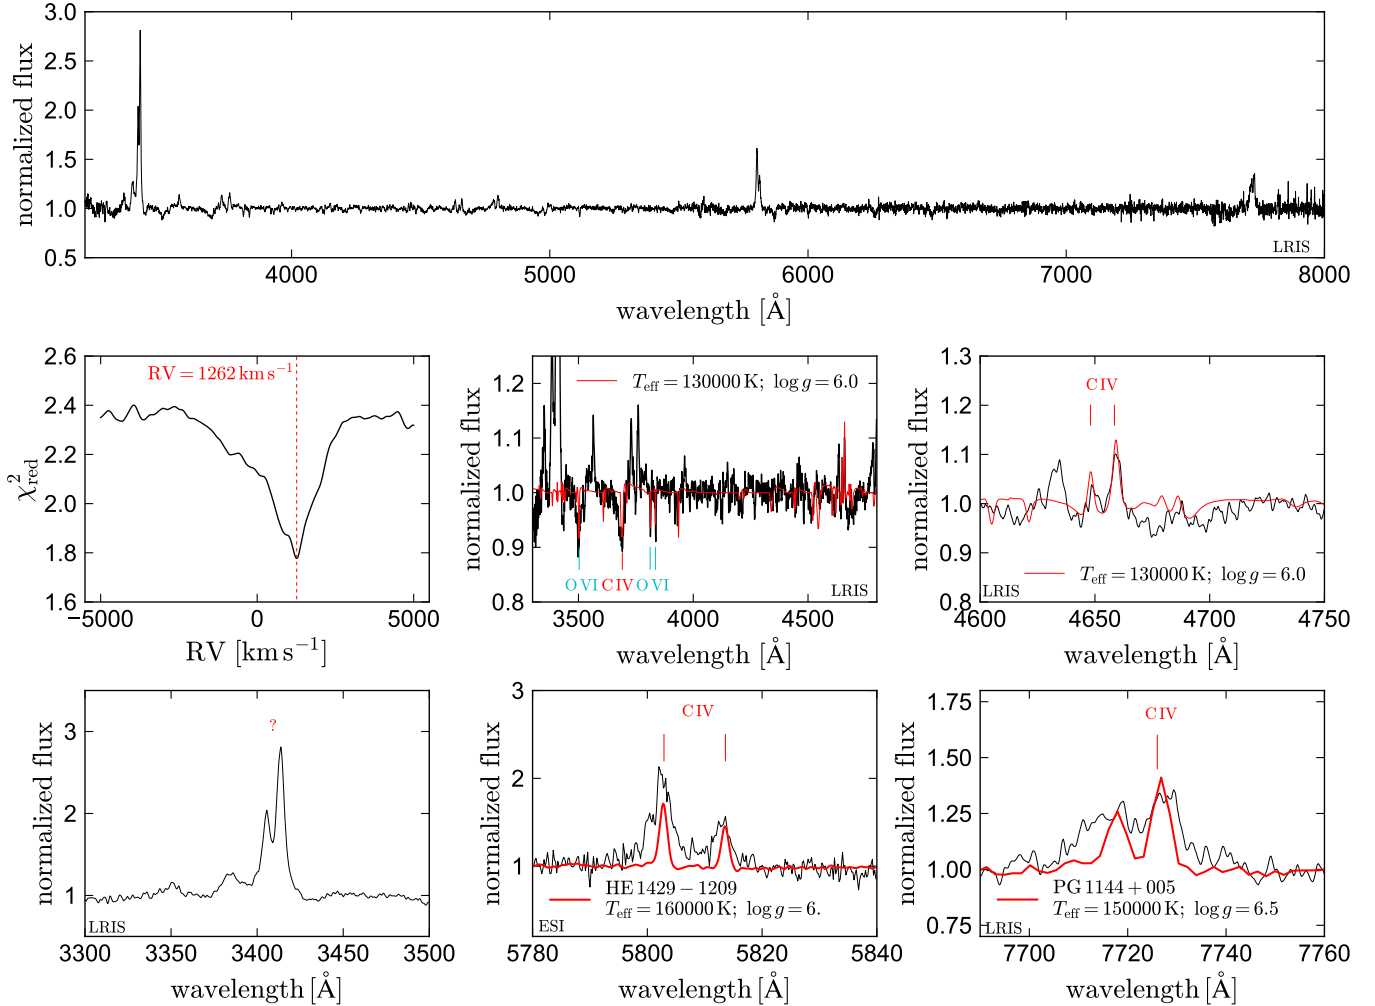 3.0
2.5
2.0
1.5
1.0
0.5
normalized flux
LRIS
4000 5000 6000 7000 8000
wavelength [Å]
2.6
2.4
2.2
2.0
1.8
1.6
χ²red
RV = 1262 km s⁻¹
−5000 0 5000
RV [km s⁻¹]
1.2
1.1
1.0
0.9
0.8
normalized flux
Teff = 130000 K; log g = 6.0
O VI C IV O VI
LRIS
3500 4000 4500
wavelength [Å]
1.3
1.2
1.1
1.0
0.9
0.8
normalized flux
C IV
Teff = 130000 K; log g = 6.0
LRIS
4600 4650 4700 4750
wavelength [Å]
3
2
1
normalized flux
?
LRIS
3300 3350 3400 3450 3500
wavelength [Å]
3
2
1
normalized flux
C IV
HE 1429 − 1209
Teff = 160000 K; log g = 6.
ESI
5780 5800 5820 5840
wavelength [Å]
1.75
1.50
1.25
1.00
0.75
normalized flux
C IV
PG 1144 + 005
Teff = 150000 K; log g = 6.5
LRIS
7700 7720 7740 7760
wavelength [Å]